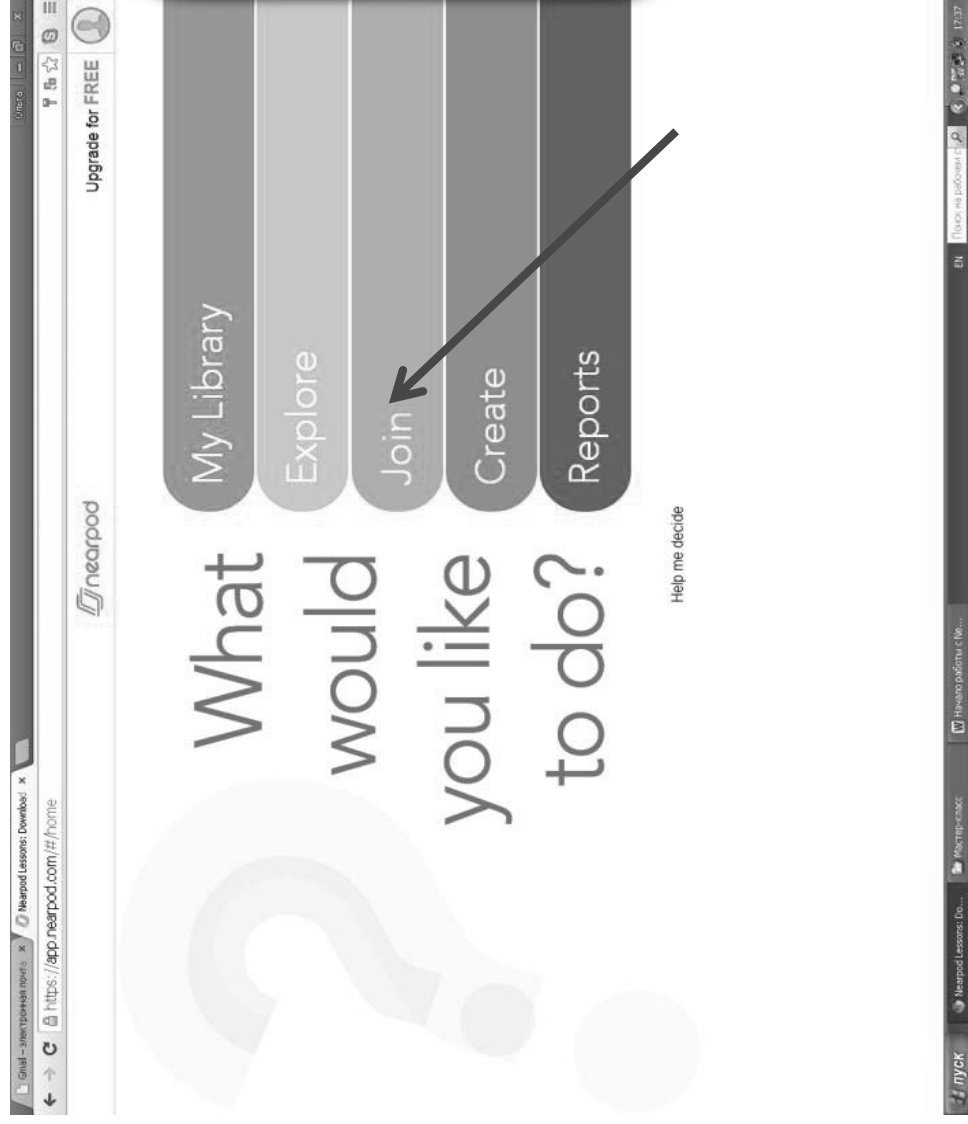 Gmail – электронная почта
Nearpod Lessons: Download
Ольга
https://app.nearpod.com/#/home
nearpod
Upgrade for FREE
What
would
you like
to do?
My Library
Explore
Join
Create
Reports
Help me decide
пуск
Nearpod Lessons: Do...
Мастер-класс
Начало работы с Ne...
EN
Поиск на рабочем с
17:37